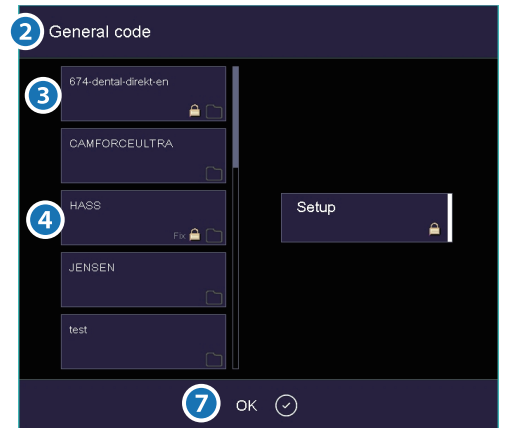 2 General code
3 674-dental-direkt-en
CAMFORCEULTRA
4 HASS
Fix
JENSEN
test
Setup
7 OK